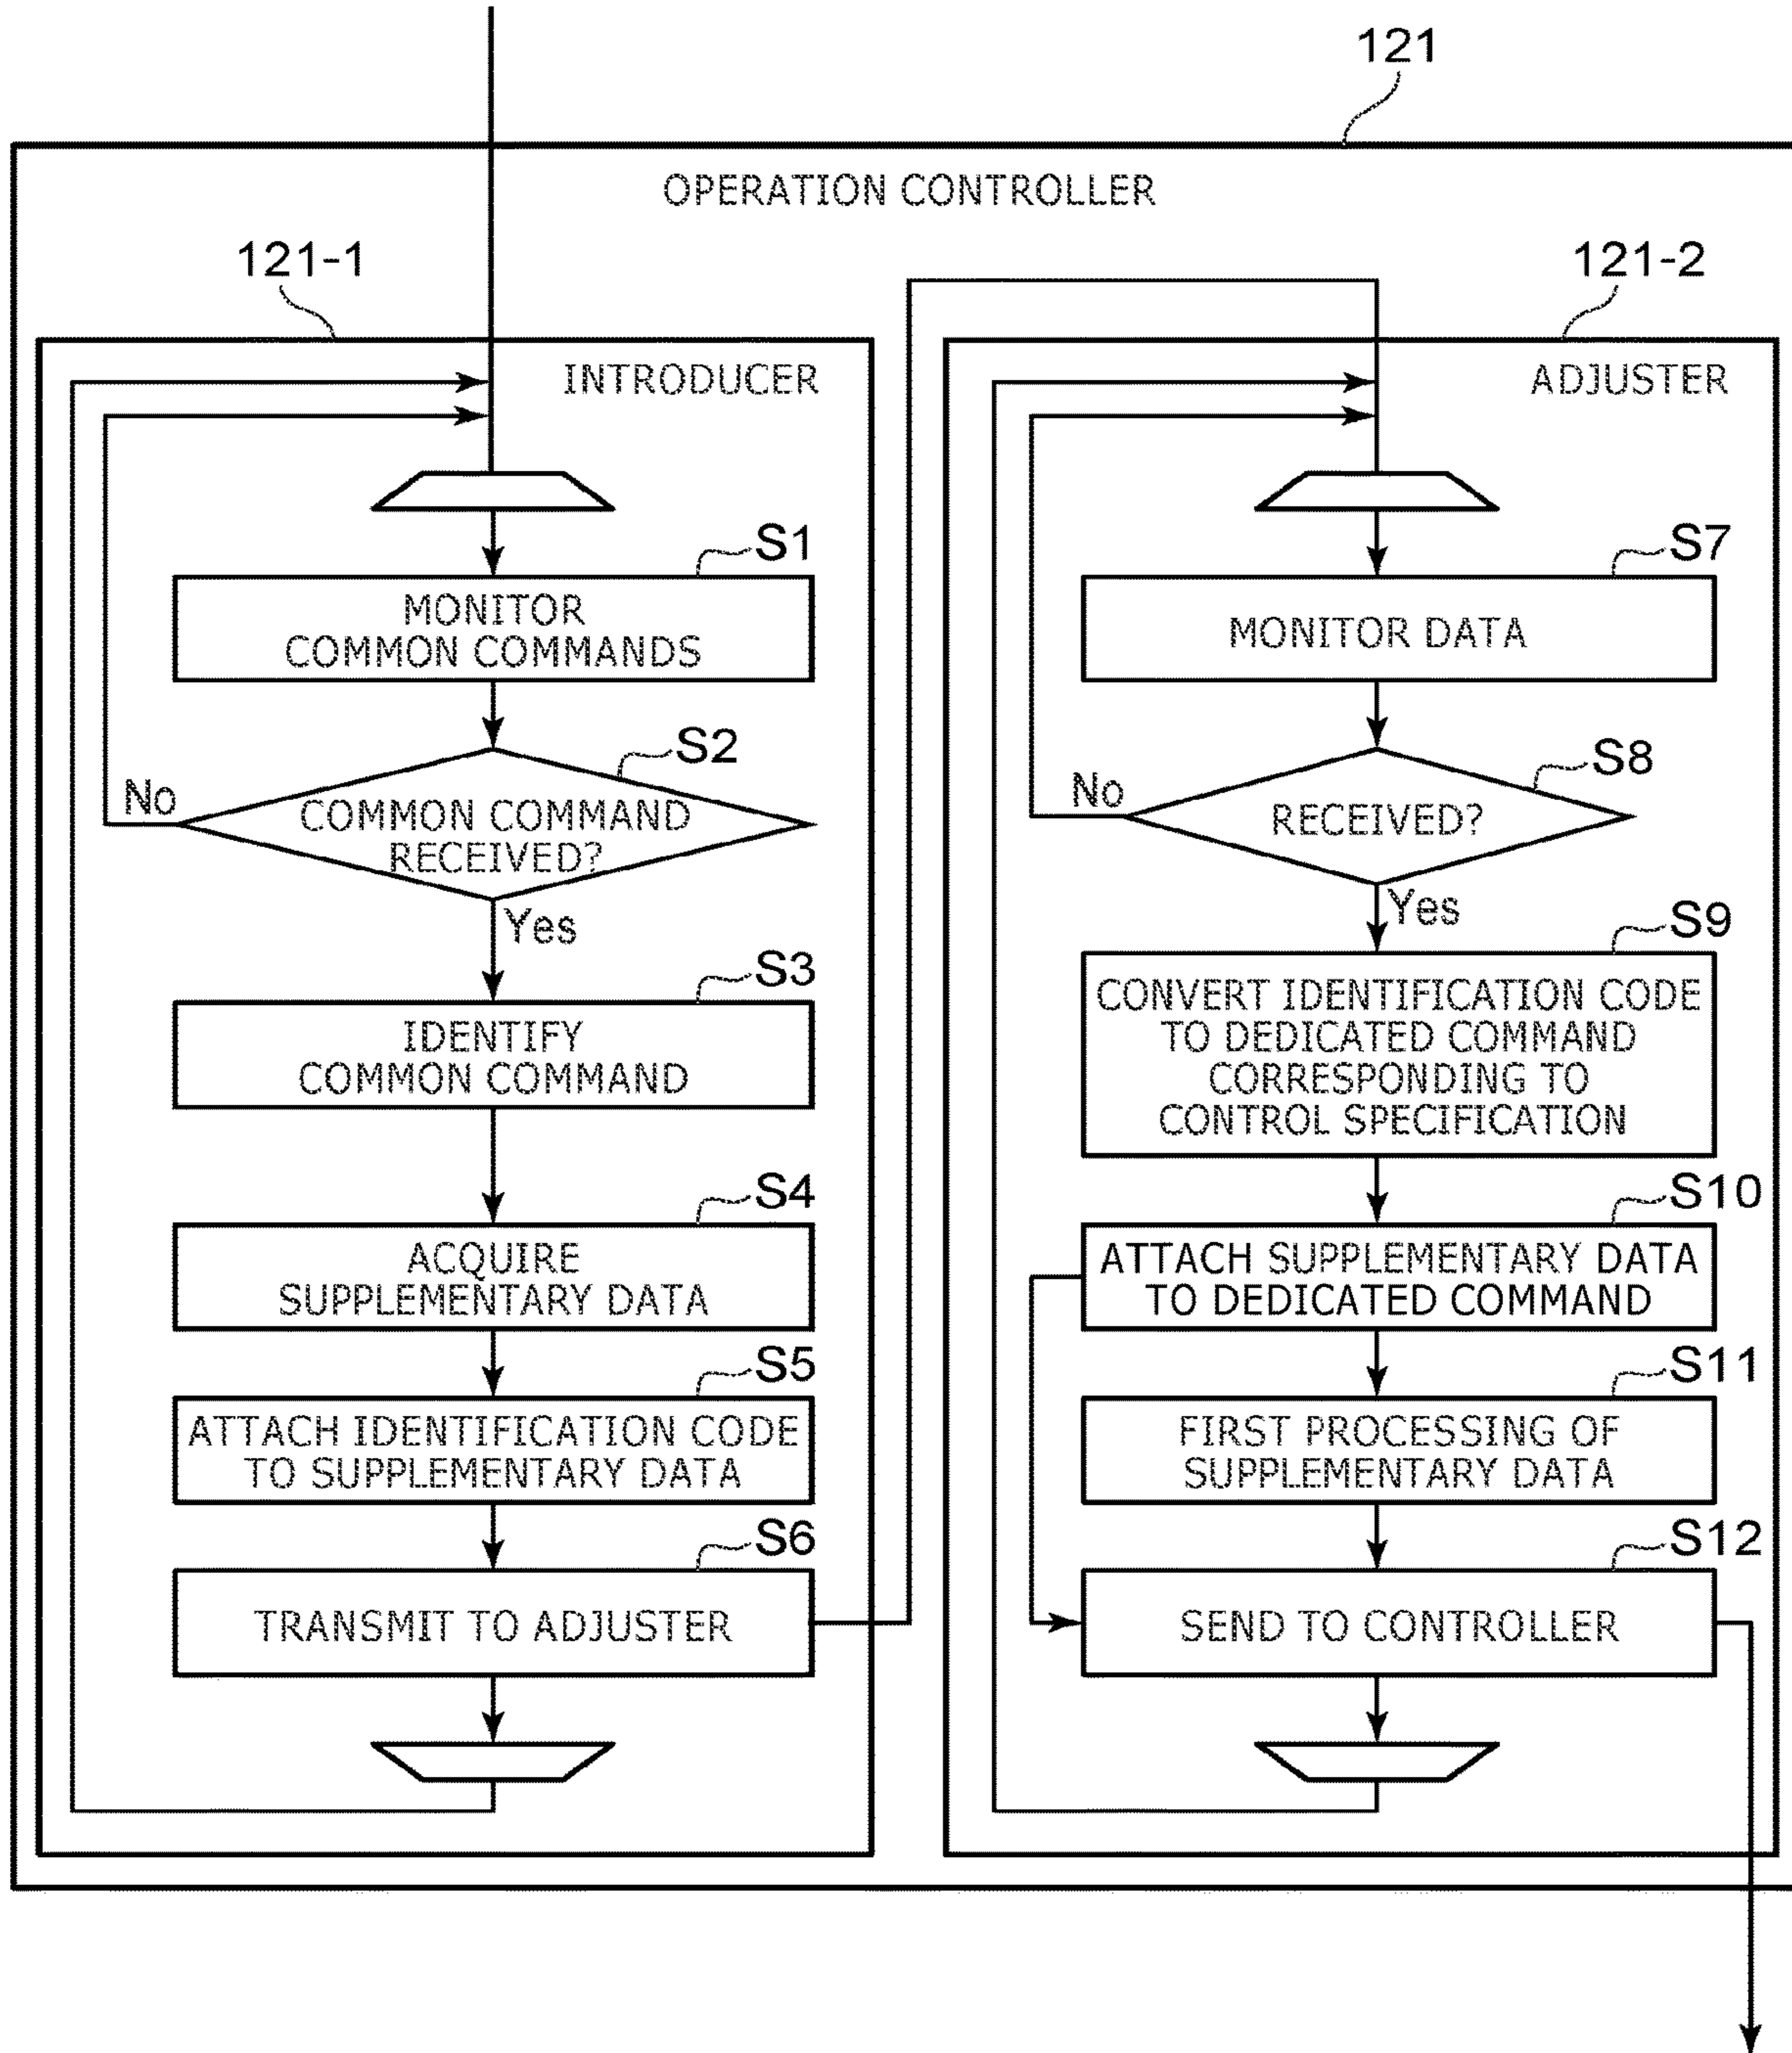 121
OPERATION CONTROLLER
121-1
INTRODUCER
S1
MONITOR
COMMON COMMANDS
S2
No
COMMON COMMAND
RECEIVED?
Yes
S3
IDENTIFY
COMMON COMMAND
S4
ACQUIRE
SUPPLEMENTARY DATA
S5
ATTACH IDENTIFICATION CODE
TO SUPPLEMENTARY DATA
S6
TRANSMIT TO ADJUSTER
121-2
ADJUSTER
S7
MONITOR DATA
S8
No
RECEIVED?
Yes
S9
CONVERT IDENTIFICATION CODE
TO DEDICATED COMMAND
CORRESPONDING TO
CONTROL SPECIFICATION
S10
ATTACH SUPPLEMENTARY DATA
TO DEDICATED COMMAND
S11
FIRST PROCESSING OF
SUPPLEMENTARY DATA
S12
SEND TO CONTROLLER